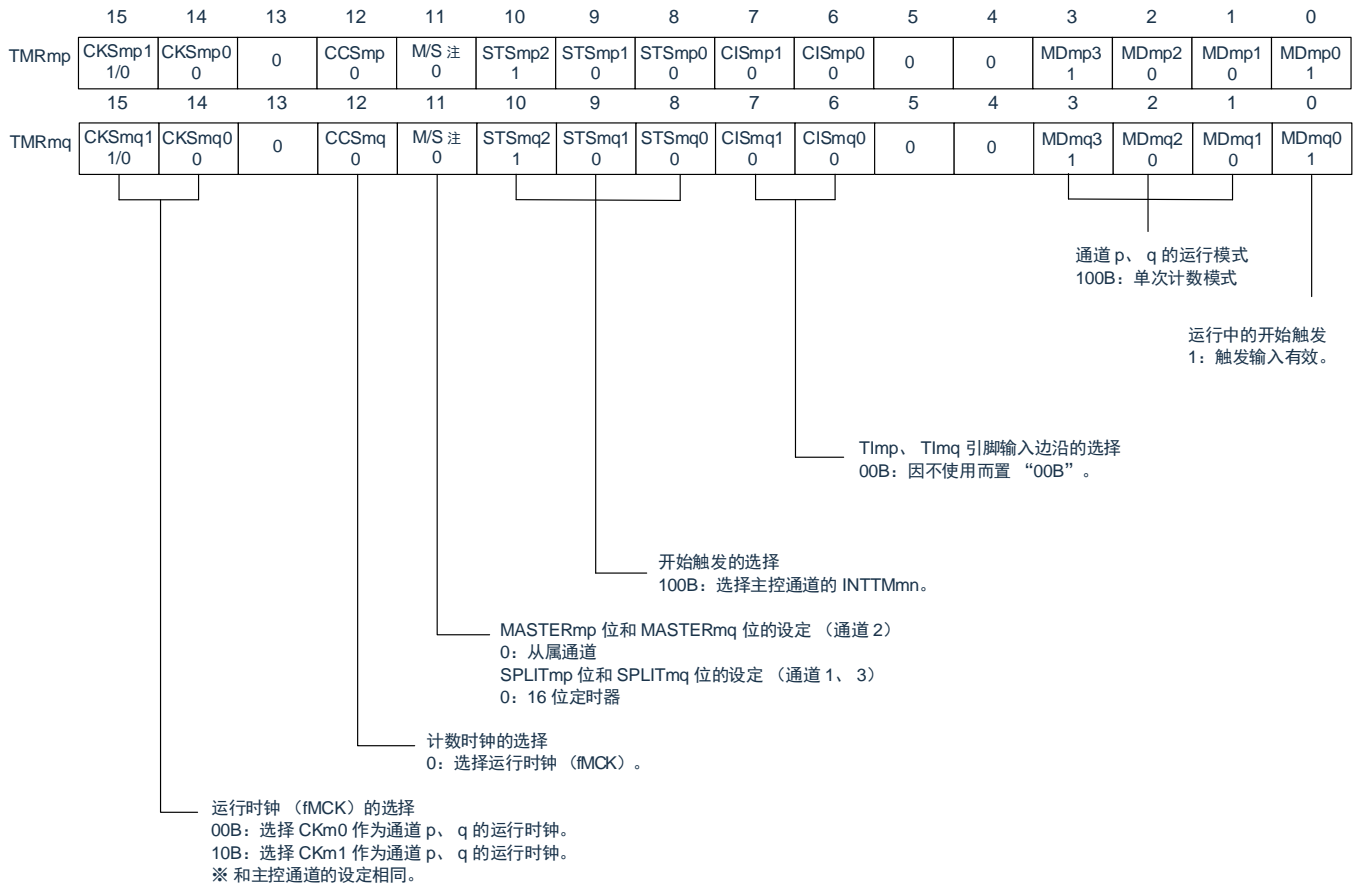 15 14 13 12 11 10 9 8 7 6 5 4 3 2 1 0
TMRmp CKSmp1 CKSmp0 0 CCSmp M/S 注 STSmp2 STSmp1 STSmp0 CISmp1 CISmp0 0 0 MDmp3 MDmp2 MDmp1 MDmp0
1/0 0 0 0 1 0 0 0 0 1 0 0 1
15 14 13 12 11 10 9 8 7 6 5 4 3 2 1 0
TMRmq CKSmq1 CKSmq0 0 CCSmq M/S 注 STSmq2 STSmq1 STSmq0 CISmq1 CISmq0 0 0 MDmq3 MDmq2 MDmq1 MDmq0
1/0 0 0 0 1 0 0 0 0 1 0 0 1
通道 p、 q 的运行模式
100B：单次计数模式
运行中的开始触发
1：触发输入有效。
TImp、 TImq 引脚输入边沿的选择
00B：因不使用而置 “00B”。
开始触发的选择
100B：选择主控通道的 INTTMmn。
MASTERmp 位和 MASTERmq 位的设定 （通道 2）
0：从属通道
SPLITmp 位和 SPLITmq 位的设定 （通道 1、 3）
0：16 位定时器
计数时钟的选择
0：选择运行时钟 （fMCK）。
运行时钟 （fMCK）的选择
00B：选择 CKm0 作为通道 p、 q 的运行时钟。
10B：选择 CKm1 作为通道 p、 q 的运行时钟。
※ 和主控通道的设定相同。